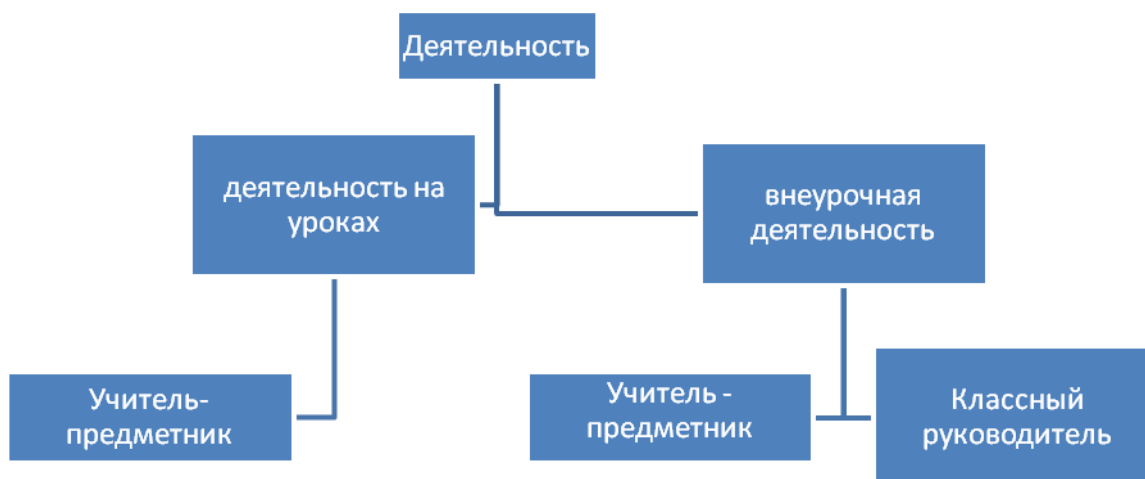 Деятельность
деятельность на
уроках
внеурочная
деятельность
Учитель-
предметник
Учитель -
предметник
Классный
руководитель